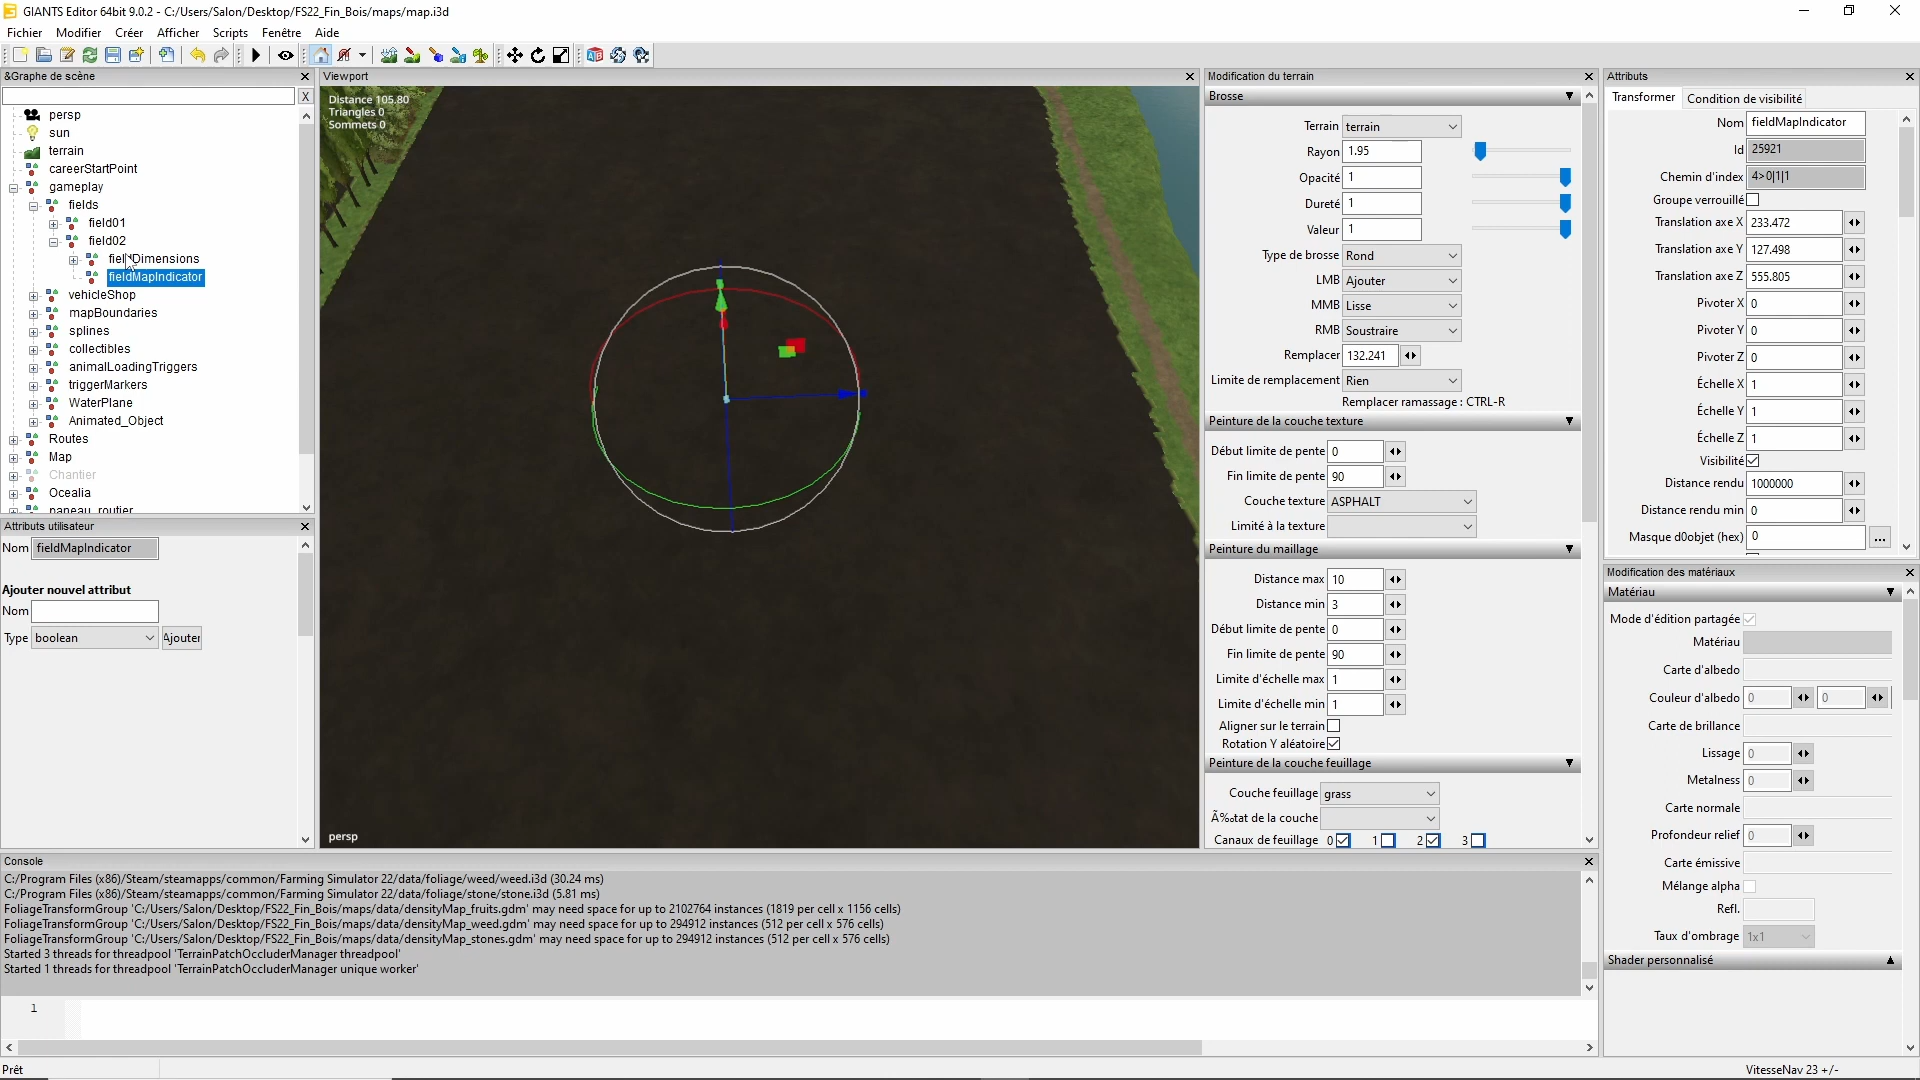 GIANTS Editor 64bit 9.0.2 - C:/Users/Salon/Desktop/FS22_Fin_Bois/maps/map.i3d
Fichier Modifier Créer Afficher Scripts Fenêtre Aide
&Graphe de scène
X
persp
sun
terrain
careerStartPoint
gameplay
fields
field01
field02
fieldDimensions
fieldMapIndicator
vehicleShop
mapBoundaries
splines
collectibles
animalLoadingTriggers
triggerMarkers
WaterPlane
Animated_Object
Routes
Map
Chantier
Ocealia
paneau_routier
Attributs utilisateur
Nom fieldMapIndicator
Ajouter nouvel attribut
Nom
Type boolean Ajouter
Viewport
Distance 105.80
Triangles 0
Sommets 0
persp
Modification du terrain
Brosse
Terrain terrain
Rayon 1.95
Opacité 1
Dureté 1
Valeur 1
Type de brosse Rond
LMB Ajouter
MMB Lisse
RMB Soustraire
Remplacer 132.241
Limite de remplacement Rien
Remplacer ramassage : CTRL-R
Peinture de la couche texture
Début limite de pente 0
Fin limite de pente 90
Couche texture ASPHALT
Limité à la texture
Peinture du maillage
Distance max 10
Distance min 3
Début limite de pente 0
Fin limite de pente 90
Limite d'échelle max 1
Limite d'échelle min 1
Aligner sur le terrain
Rotation Y aléatoire
Peinture de la couche feuillage
Couche feuillage grass
Ã‰tat de la couche
Canaux de feuillage 0 1 2 3
Attributs
Transformer Condition de visibilité
Nom fieldMapIndicator
Id 25921
Chemin d'index 4>0|1|1
Groupe verrouillé
Translation axe X 233.472
Translation axe Y 127.498
Translation axe Z 555.805
Pivoter X 0
Pivoter Y 0
Pivoter Z 0
Échelle X 1
Échelle Y 1
Échelle Z 1
Visibilité
Distance rendu 1000000
Distance rendu min 0
Masque d0objet (hex) 0 ...
Modification des matériaux
Matériau
Mode d'édition partagée
Matériau
Carte d'albedo
Couleur d'albedo 0 0
Carte de brillance
Lissage 0
Metalness 0
Carte normale
Profondeur relief 0
Carte émissive
Mélange alpha
Refl.
Taux d'ombrage 1x1
Shader personnalisé
Console
C:/Program Files (x86)/Steam/steamapps/common/Farming Simulator 22/data/foliage/weed/weed.i3d (30.24 ms)
C:/Program Files (x86)/Steam/steamapps/common/Farming Simulator 22/data/foliage/stone/stone.i3d (5.81 ms)
FoliageTransformGroup 'C:/Users/Salon/Desktop/FS22_Fin_Bois/maps/data/densityMap_fruits.gdm' may need space for up to 2102764 instances (1819 per cell x 1156 cells)
FoliageTransformGroup 'C:/Users/Salon/Desktop/FS22_Fin_Bois/maps/data/densityMap_weed.gdm' may need space for up to 294912 instances (512 per cell x 576 cells)
FoliageTransformGroup 'C:/Users/Salon/Desktop/FS22_Fin_Bois/maps/data/densityMap_stones.gdm' may need space for up to 294912 instances (512 per cell x 576 cells)
Started 3 threads for threadpool 'TerrainPatchOccluderManager threadpool'
Started 1 threads for threadpool 'TerrainPatchOccluderManager unique worker'
1
Prêt
VitesseNav 23 +/-